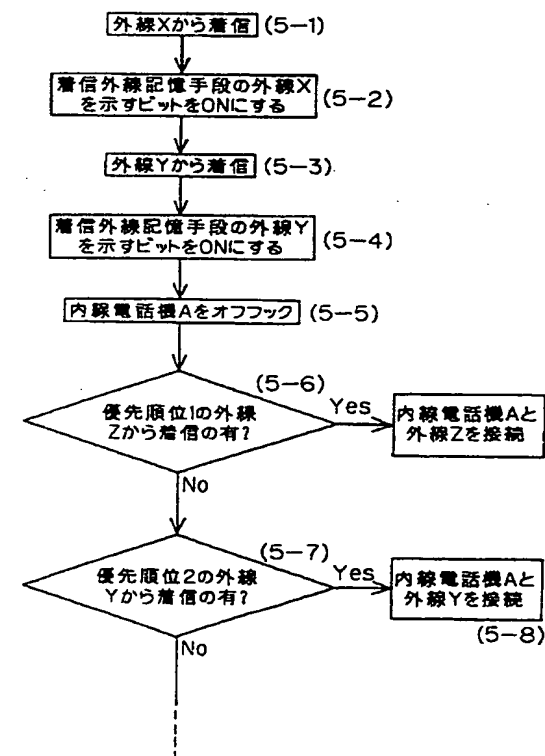 外線Xから着信 (5-1)
着信外線記憶手段の外線X
を示すビットをONにする (5-2)
外線Yから着信 (5-3)
着信外線記憶手段の外線Y
を示すビットをONにする (5-4)
内線電話機Aをオフフック (5-5)
(5-6)
優先順位1の外線
Zから着信の有?
Yes
内線電話機Aと
外線Zを接続
No
(5-7)
優先順位2の外線
Yから着信の有?
Yes
内線電話機Aと
外線Yを接続
(5-8)
No